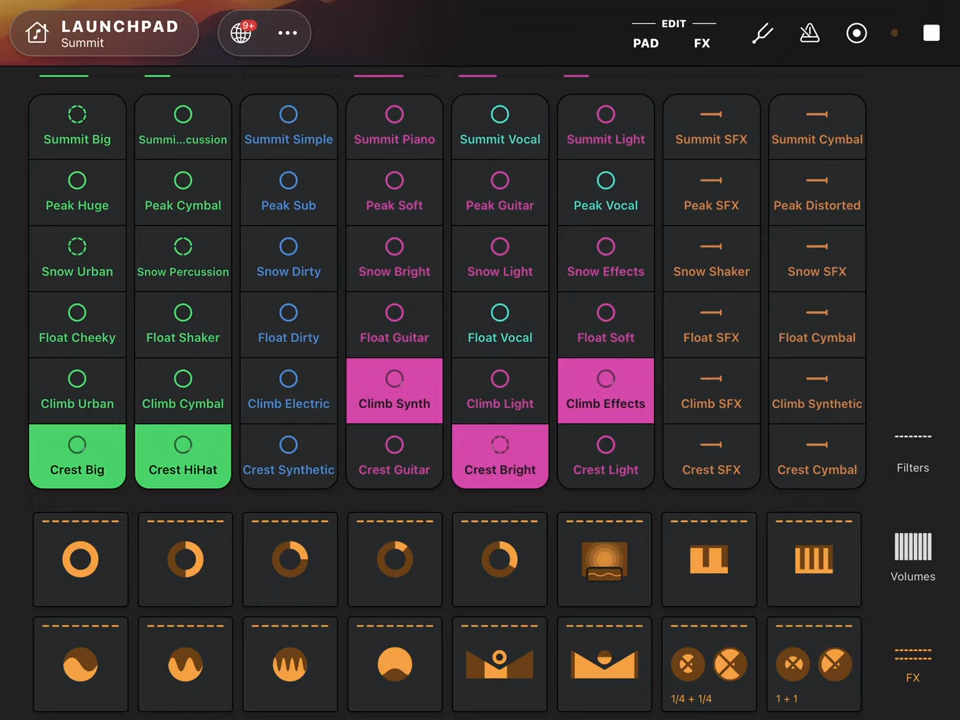 LAUNCHPAD
Summit
9+
EDIT
PAD FX
Summit Big Summi...cussion Summit Simple Summit Piano Summit Vocal Summit Light Summit SFX Summit Cymbal
Peak Huge Peak Cymbal Peak Sub Peak Soft Peak Guitar Peak Vocal Peak SFX Peak Distorted
Snow Urban Snow Percussion Snow Dirty Snow Bright Snow Light Snow Effects Snow Shaker Snow SFX
Float Cheeky Float Shaker Float Dirty Float Guitar Float Vocal Float Soft Float SFX Float Cymbal
Climb Urban Climb Cymbal Climb Electric Climb Synth Climb Light Climb Effects Climb SFX Climb Synthetic
Crest Big Crest HiHat Crest Synthetic Crest Guitar Crest Bright Crest Light Crest SFX Crest Cymbal
Filters
Volumes
FX
1/4 + 1/4 1 + 1